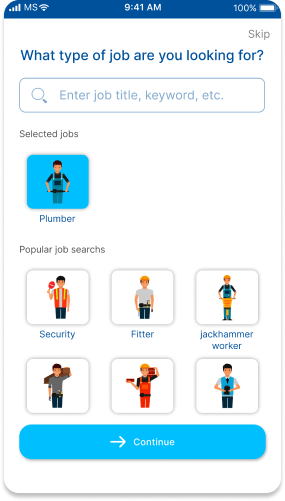 MS 9:41 AM 100%
Skip
What type of job are you looking for?
Enter job title, keyword, etc.
Selected jobs
Plumber
Popular job searchs
Security Fitter jackhammer
worker
Continue